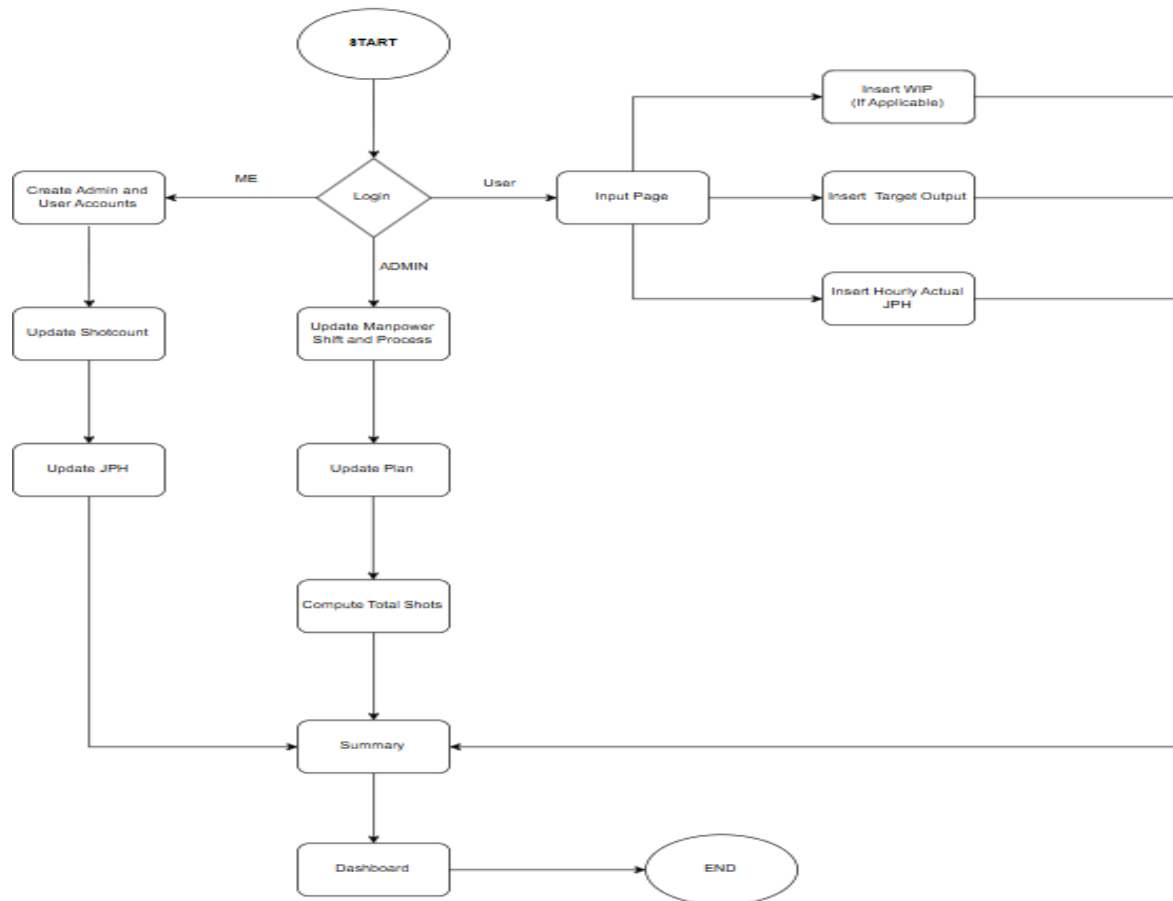 START
Insert WIP
(If Applicable)
ME
User
Create Admin and
User Accounts
Login
Input Page
Insert Target Output
ADMIN
Insert Hourly Actual
JPH
Update Shotcount
Update Manpower
Shift and Process
Update JPH
Update Plan
Compute Total Shots
Summary
Dashboard
END